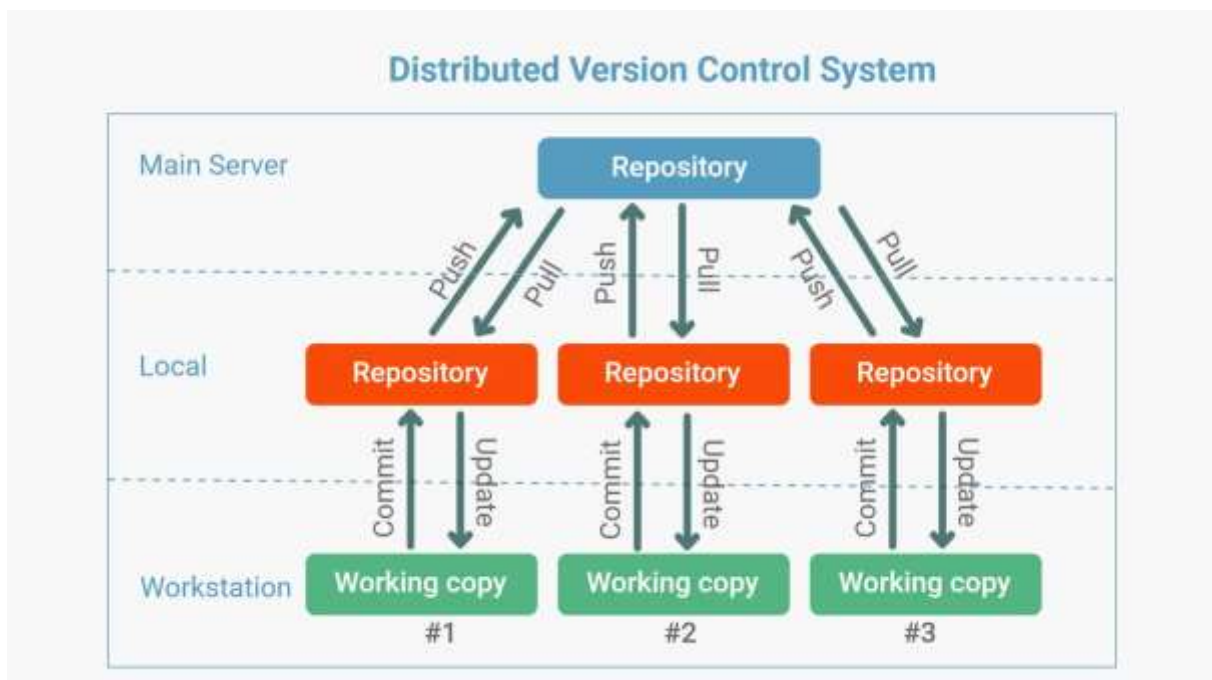 Distributed Version Control System
Main Server
Repository
Push
Pull
Push
Pull
Push
Pull
Local
Repository
Repository
Repository
Commit
Update
Commit
Update
Commit
Update
Workstation
Working copy
Working copy
Working copy
#1
#2
#3